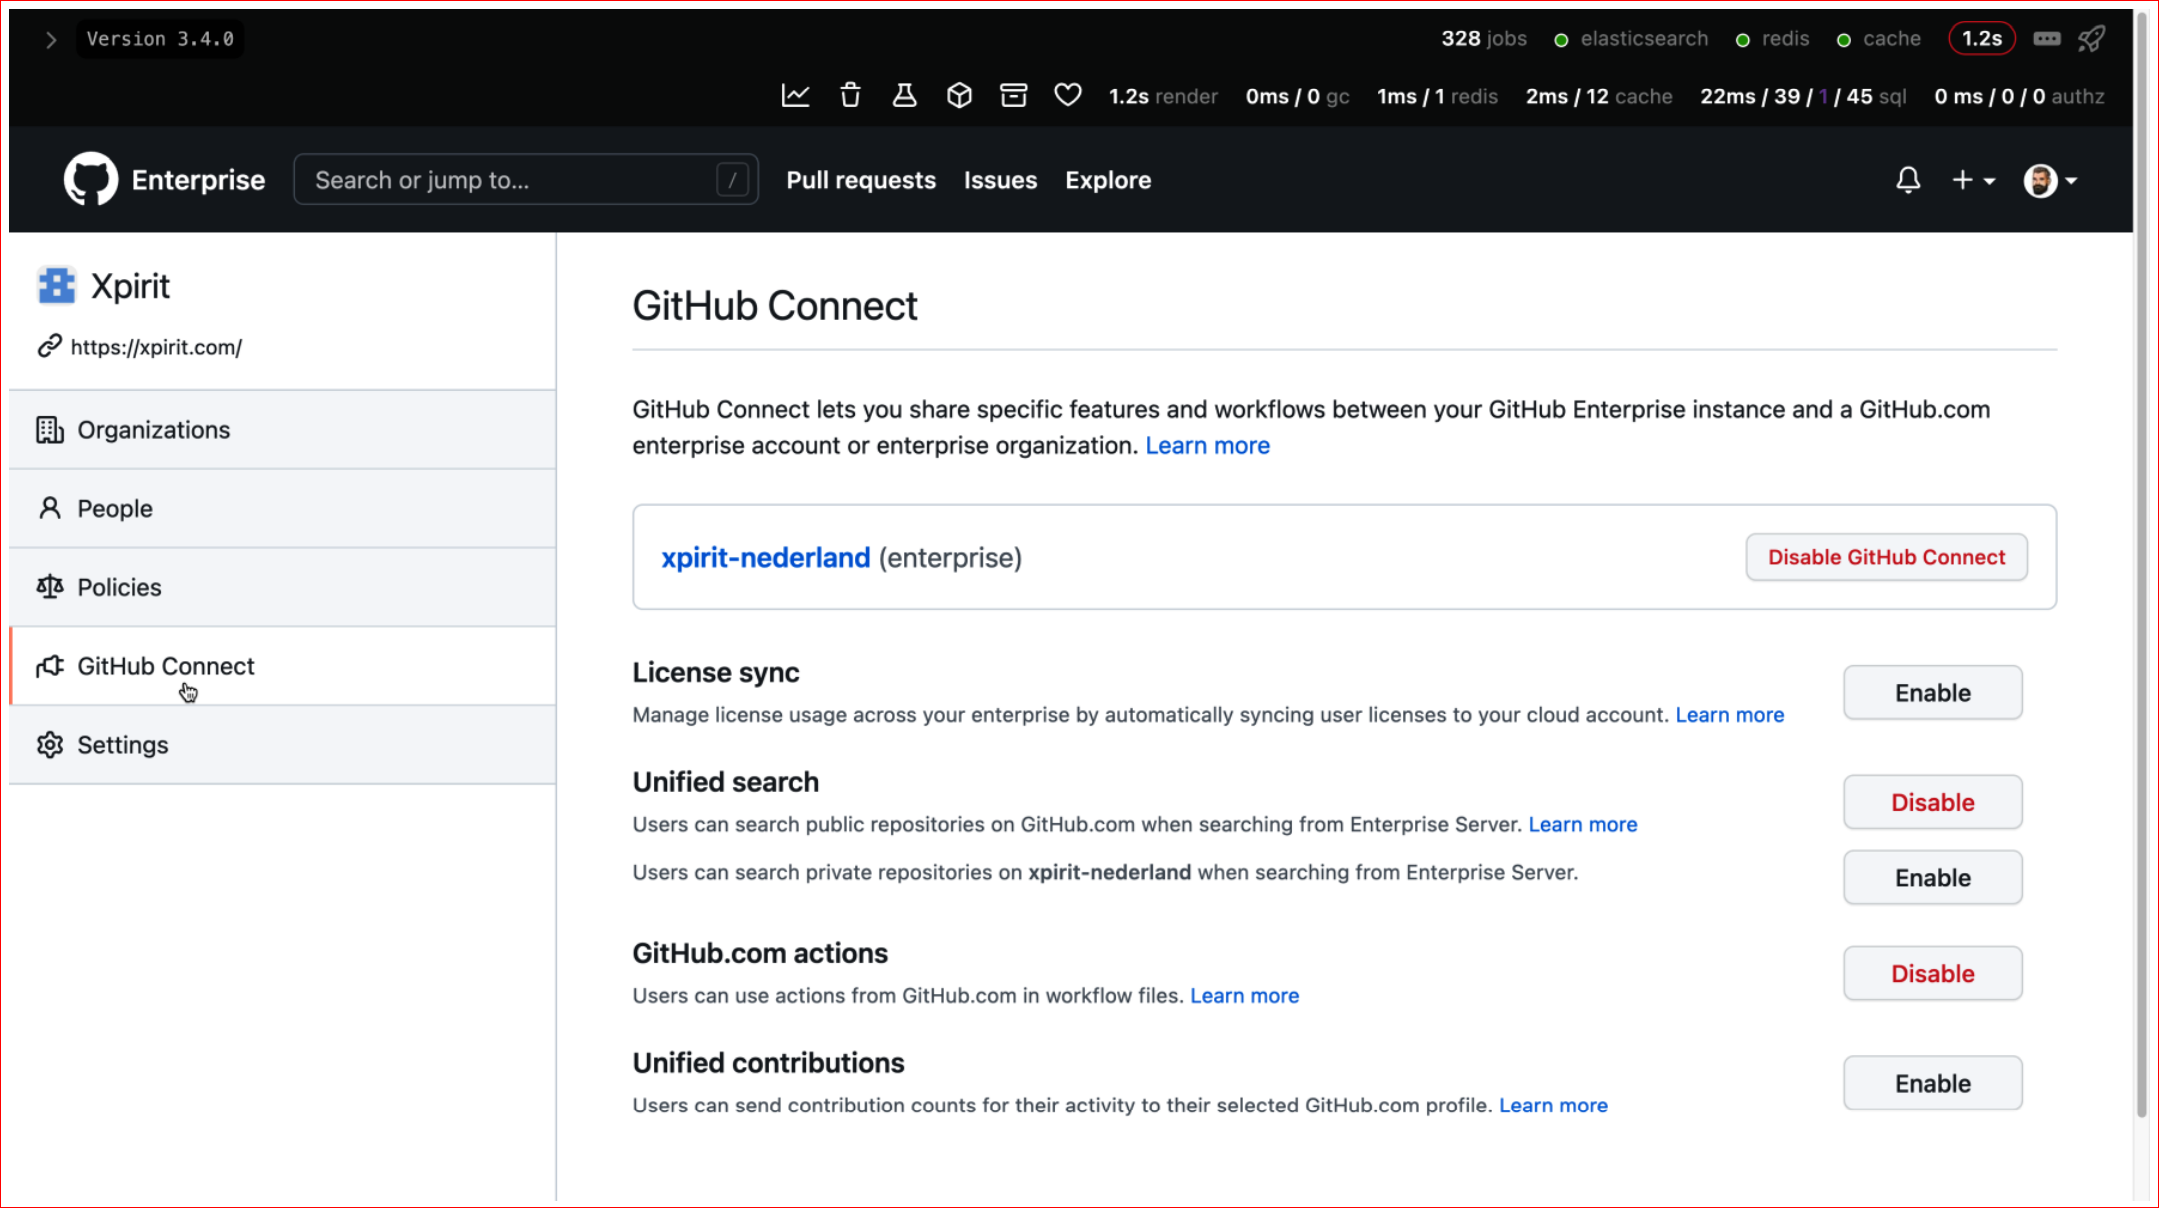 Version 3.4.0
328 jobs elasticsearch redis cache 1.2s
1.2s render 0ms / 0 gc 1ms / 1 redis 2ms / 12 cache 22ms / 39 / 1 / 45 sql 0 ms / 0 / 0 authz
Enterprise Search or jump to... / Pull requests Issues Explore
Xpirit
https://xpirit.com/
Organizations
People
Policies
GitHub Connect
Settings
GitHub Connect
GitHub Connect lets you share specific features and workflows between your GitHub Enterprise instance and a GitHub.com
enterprise account or enterprise organization. Learn more
xpirit-nederland (enterprise) Disable GitHub Connect
License sync
Manage license usage across your enterprise by automatically syncing user licenses to your cloud account. Learn more
Enable
Unified search
Users can search public repositories on GitHub.com when searching from Enterprise Server. Learn more
Disable
Users can search private repositories on xpirit-nederland when searching from Enterprise Server.
Enable
GitHub.com actions
Users can use actions from GitHub.com in workflow files. Learn more
Disable
Unified contributions
Users can send contribution counts for their activity to their selected GitHub.com profile. Learn more
Enable